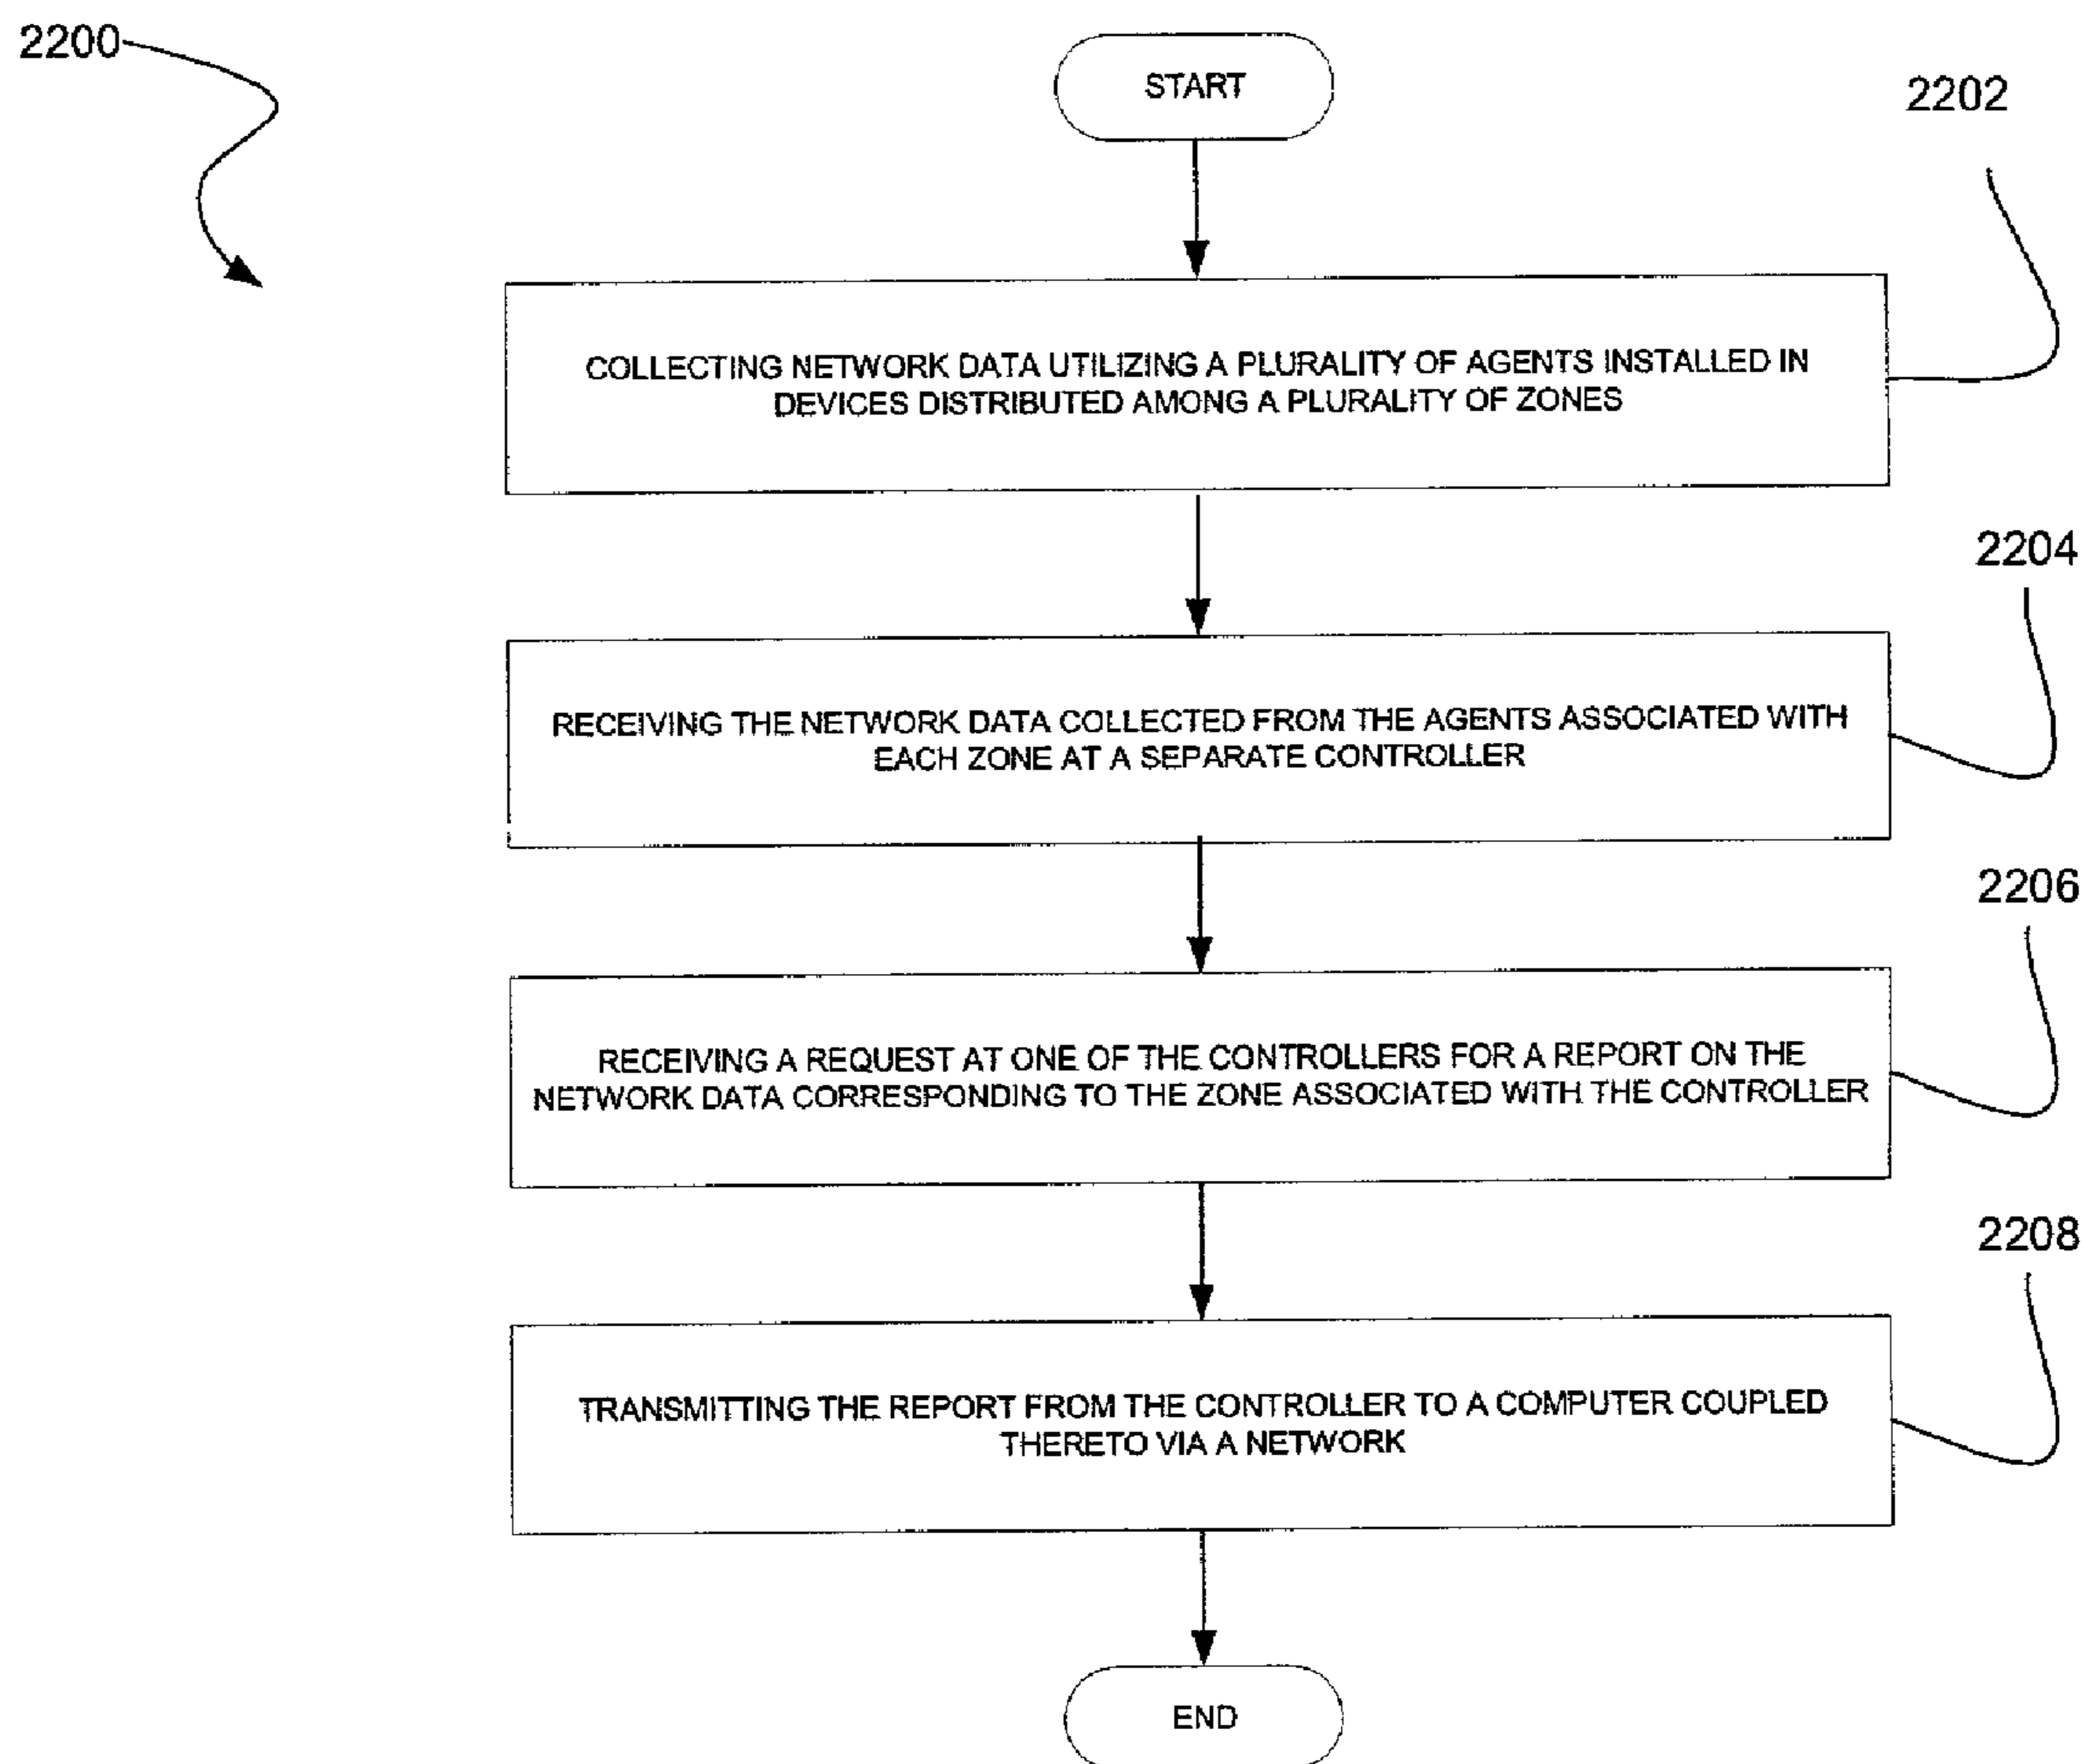 2200
START
2202
COLLECTING NETWORK DATA UTILIZING A PLURALITY OF AGENTS INSTALLED IN
DEVICES DISTRIBUTED AMONG A PLURALITY OF ZONES
2204
RECEIVING THE NETWORK DATA COLLECTED FROM THE AGENTS ASSOCIATED WITH
EACH ZONE AT A SEPARATE CONTROLLER
2206
RECEIVING A REQUEST AT ONE OF THE CONTROLLERS FOR A REPORT ON THE
NETWORK DATA CORRESPONDING TO THE ZONE ASSOCIATED WITH THE CONTROLLER
2208
TRANSMITTING THE REPORT FROM THE CONTROLLER TO A COMPUTER COUPLED
THERETO VIA A NETWORK
END